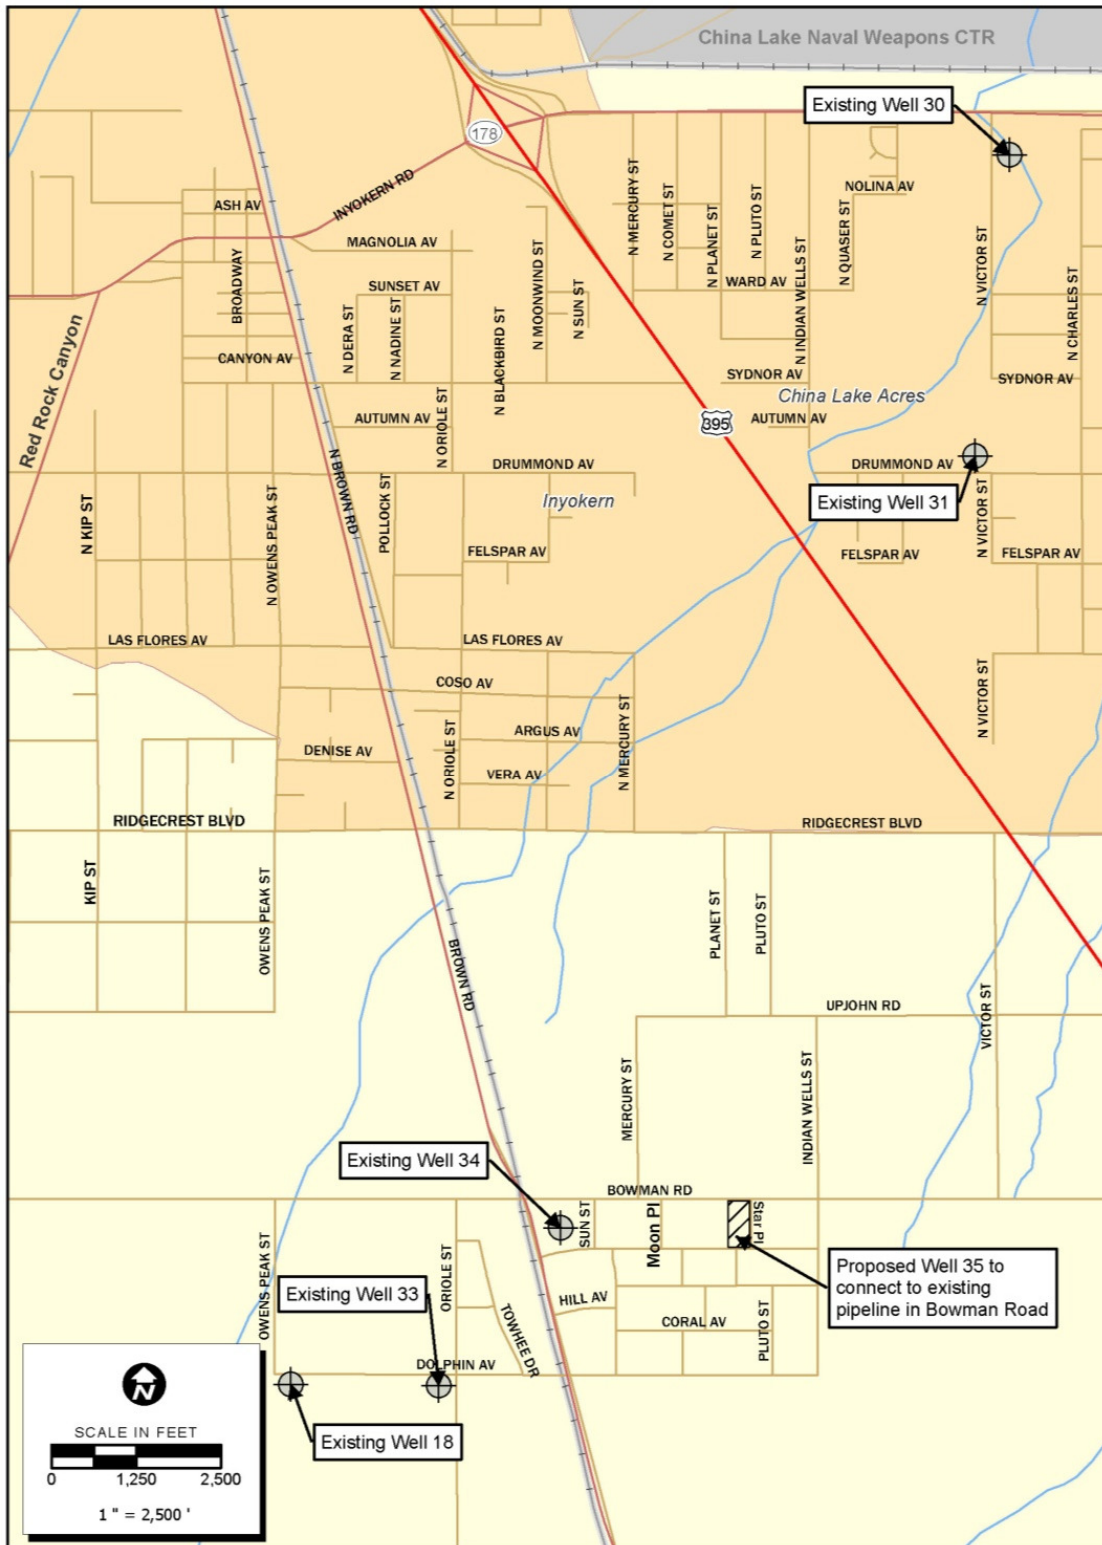 China Lake Naval Weapons CTR
Existing Well 30
178
INYOKERN RD
ASH AV
MAGNOLIA AV
BROADWAY
SUNSET AV
N DERA ST
N NADINE ST
CANYON AV
N BLACKBIRD ST
N MOONWIND ST
N SUN ST
N MERCURY ST
N COMET ST
N PLANET ST
N PLUTO ST
N INDIAN WELLS ST
N QUASER ST
NOLINA AV
WARD AV
N VICTOR ST
N CHARLES ST
SYDNOR AV
SYDNOR AV
China Lake Acres
Red Rock Canyon
AUTUMN AV
N ORIOLE ST
395
AUTUMN AV
DRUMMOND AV
DRUMMOND AV
Inyokern
Existing Well 31
N KIP ST
N OWENS PEAK ST
N BROWN RD
POLLOCK ST
FELSPAR AV
FELSPAR AV
N VICTOR ST
FELSPAR AV
LAS FLORES AV
LAS FLORES AV
COSO AV
N ORIOLE ST
ARGUS AV
DENISE AV
VERA AV
N MERCURY ST
N VICTOR ST
RIDGECREST BLVD
RIDGECREST BLVD
KIP ST
OWENS PEAK ST
BROWN RD
PLANET ST
PLUTO ST
UPJOHN RD
VICTOR ST
MERCURY ST
INDIAN WELLS ST
Existing Well 34
BOWMAN RD
SUN ST
Moon Pl
Star Pl
Proposed Well 35 to
connect to existing
pipeline in Bowman Road
OWENS PEAK ST
Existing Well 33
ORIOLE ST
TOWHEE DR
HILL AV
CORAL AV
PLUTO ST
DOLPHIN AV
Existing Well 18
N
SCALE IN FEET
0 1,250 2,500
1 " = 2,500 '